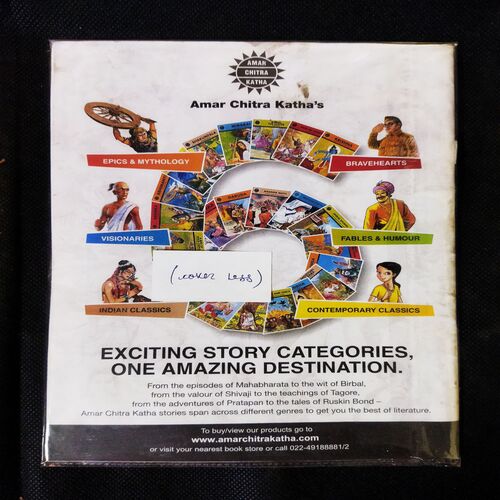 AMAR
CHITRA
KATHA
Amar Chitra Katha's
EPICS & MYTHOLOGY
BRAVEHEARTS
VISIONARIES
FABLES & HUMOUR
(cover less)
INDIAN CLASSICS
CONTEMPORARY CLASSICS
EXCITING STORY CATEGORIES,
ONE AMAZING DESTINATION.
From the episodes of Mahabharata to the wit of Birbal,
from the valour of Shivaji to the teachings of Tagore,
from the adventures of Pratapan to the tales of Ruskin Bond –
Amar Chitra Katha stories span across different genres to get you the best of literature.
To buy/view our products go to
www.amarchitrakatha.com
or visit your nearest book store or call 022-49188881/2